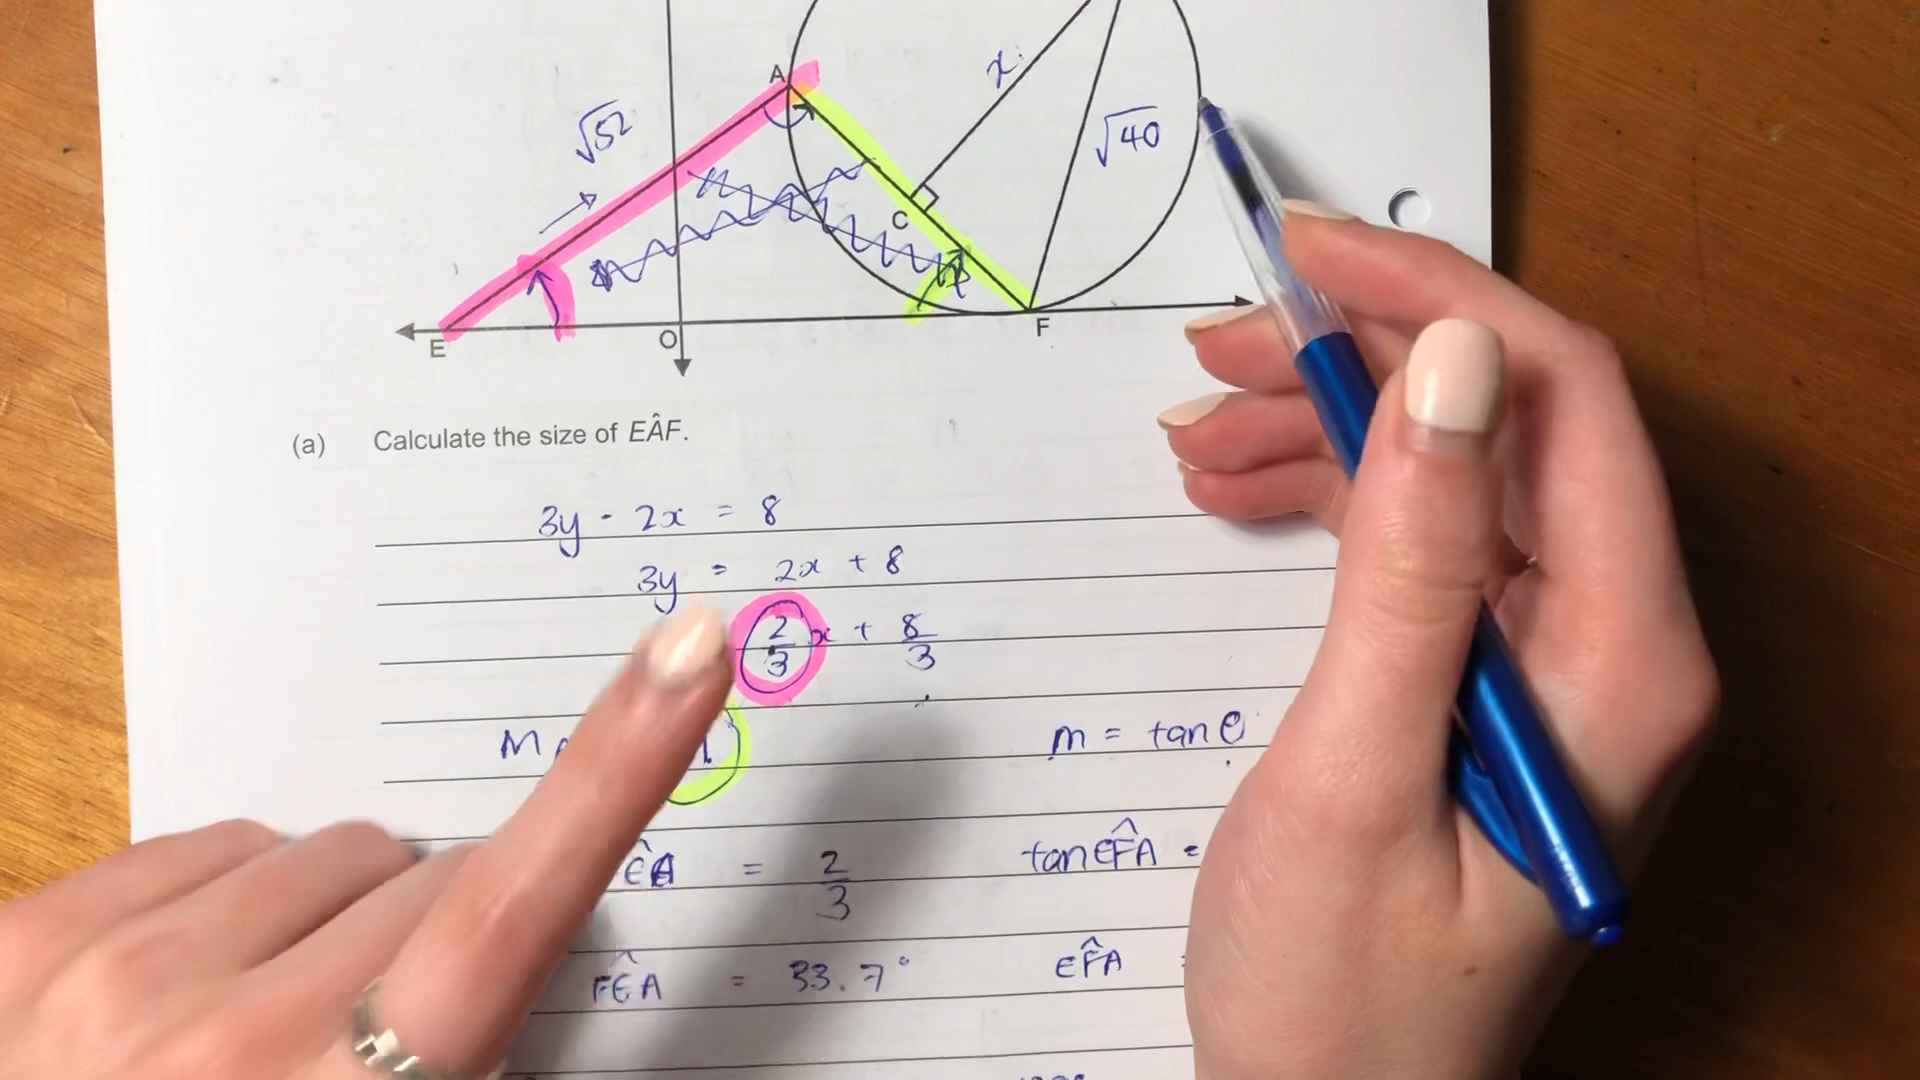 A
√52
x
√40
C
E
O
F
(a) Calculate the size of EÂF.
3y - 2x = 8
3y = 2x + 8
2/3 x + 8/3
m = tan θ
ÊA = 2/3
tan EF̂A =
FÊA = 33.7°
EF̂A =